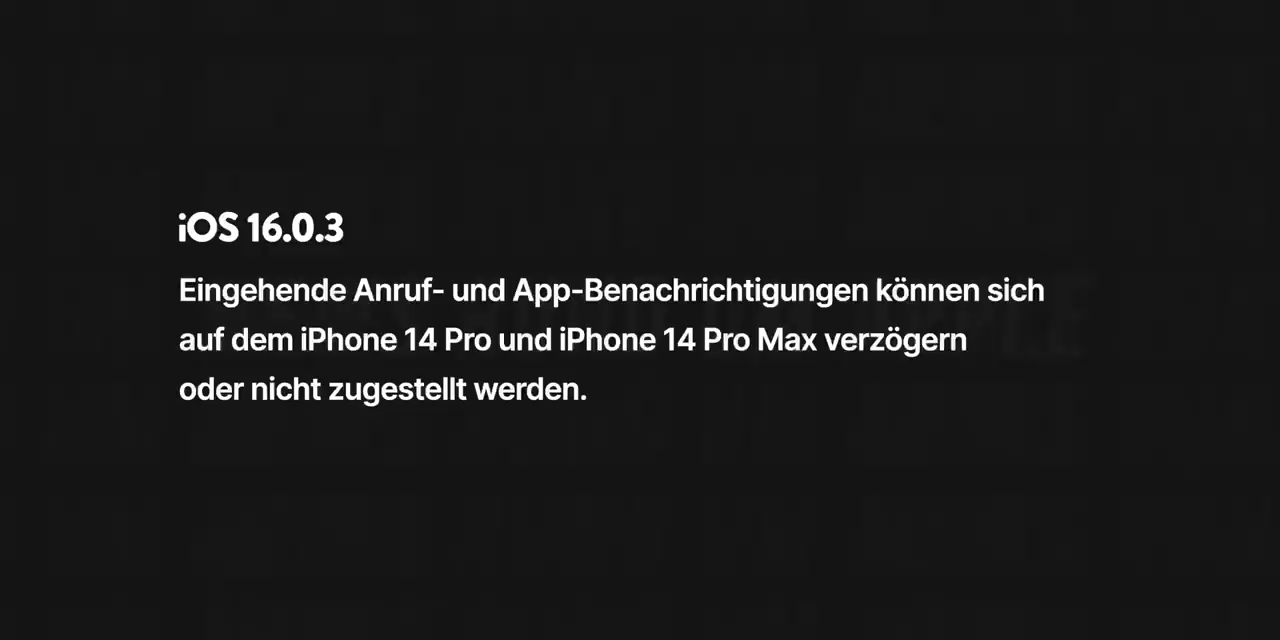 iOS 16.0.3
Eingehende Anruf- und App-Benachrichtigungen können sich
auf dem iPhone 14 Pro und iPhone 14 Pro Max verzögern
oder nicht zugestellt werden.